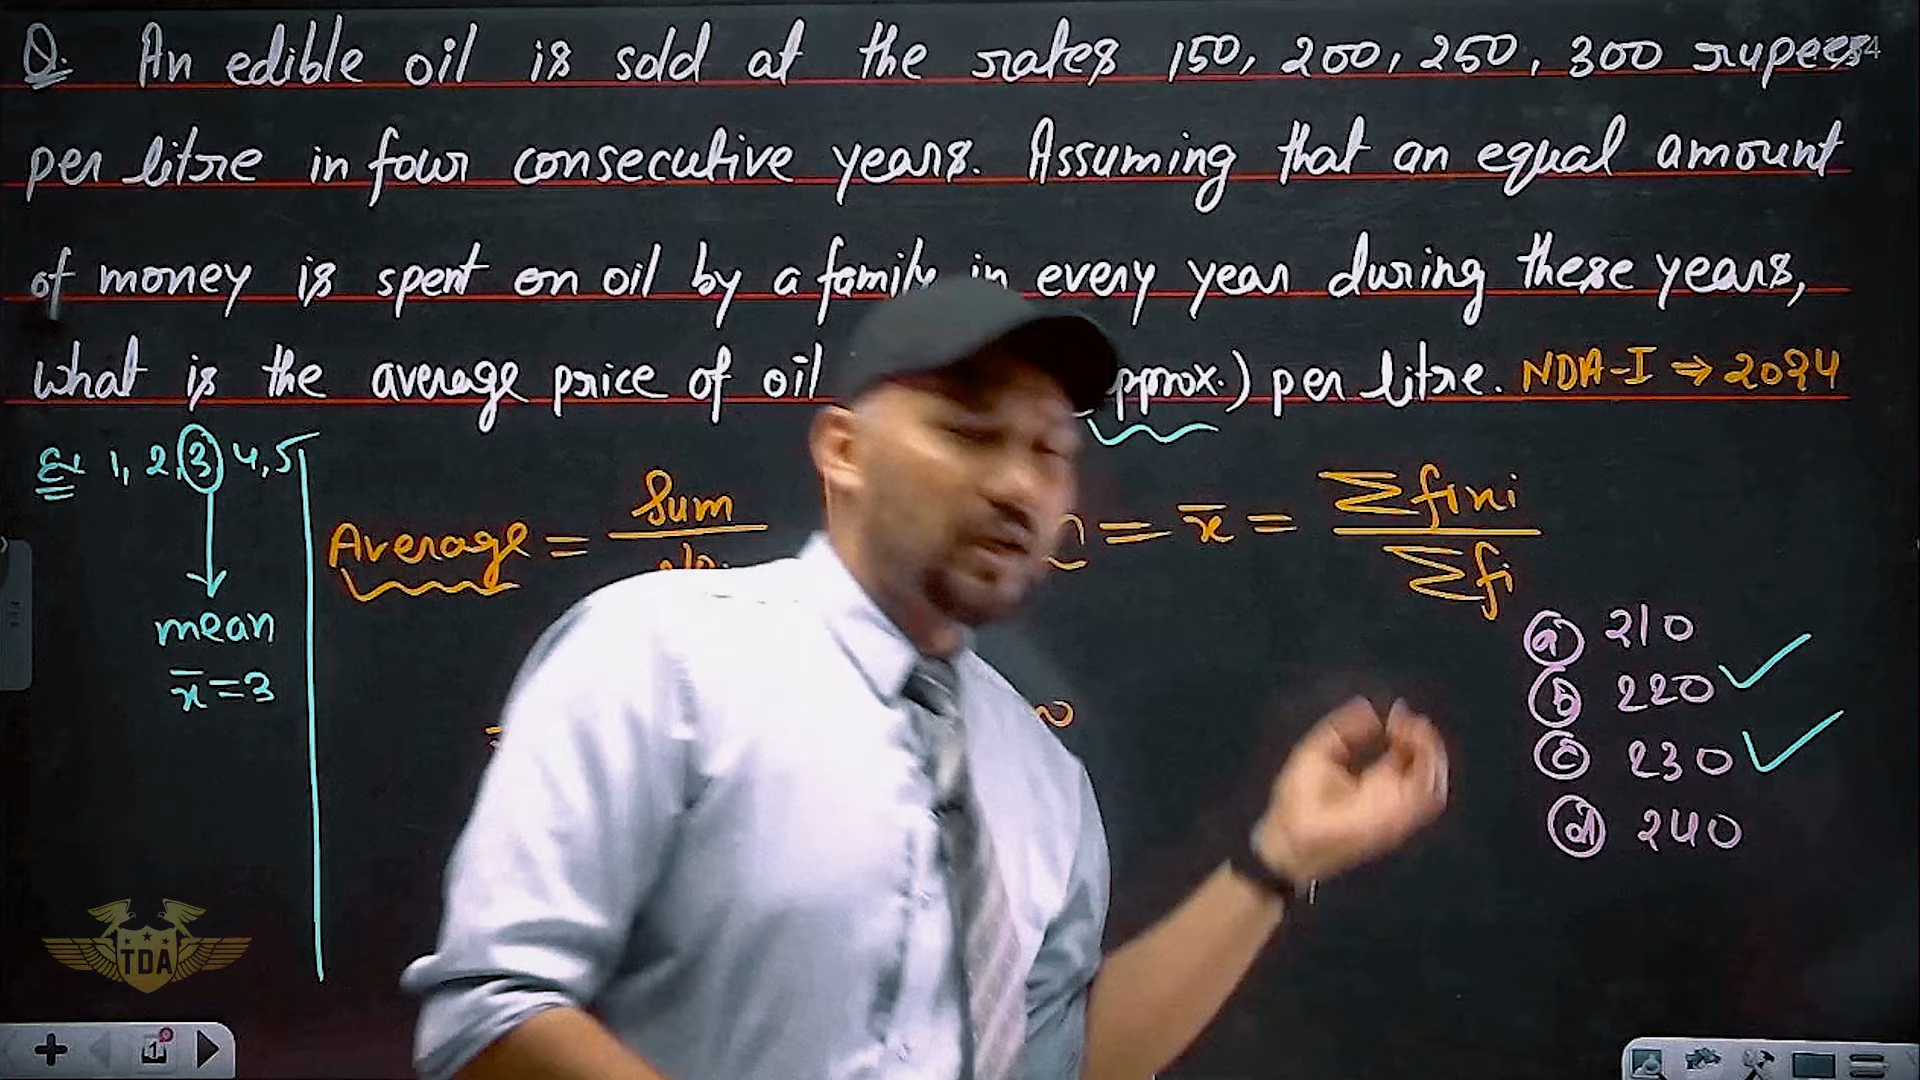 Q. An edible oil is sold at the rates 150, 200, 250, 300 rupees
per litre in four consecutive years. Assuming that an equal amount
of money is spent on oil by a family in every year during these years,
what is the average price of oil pprox.) per litre. NDA-I ⇒ 2024
Ex 1, 2, 3, 4, 5
mean
x̄ = 3
Average = Sum
= x̄ = Σfixi / Σfi
(a) 210
(b) 220 ✓
(c) 230 ✓
(d) 240
TDA
1